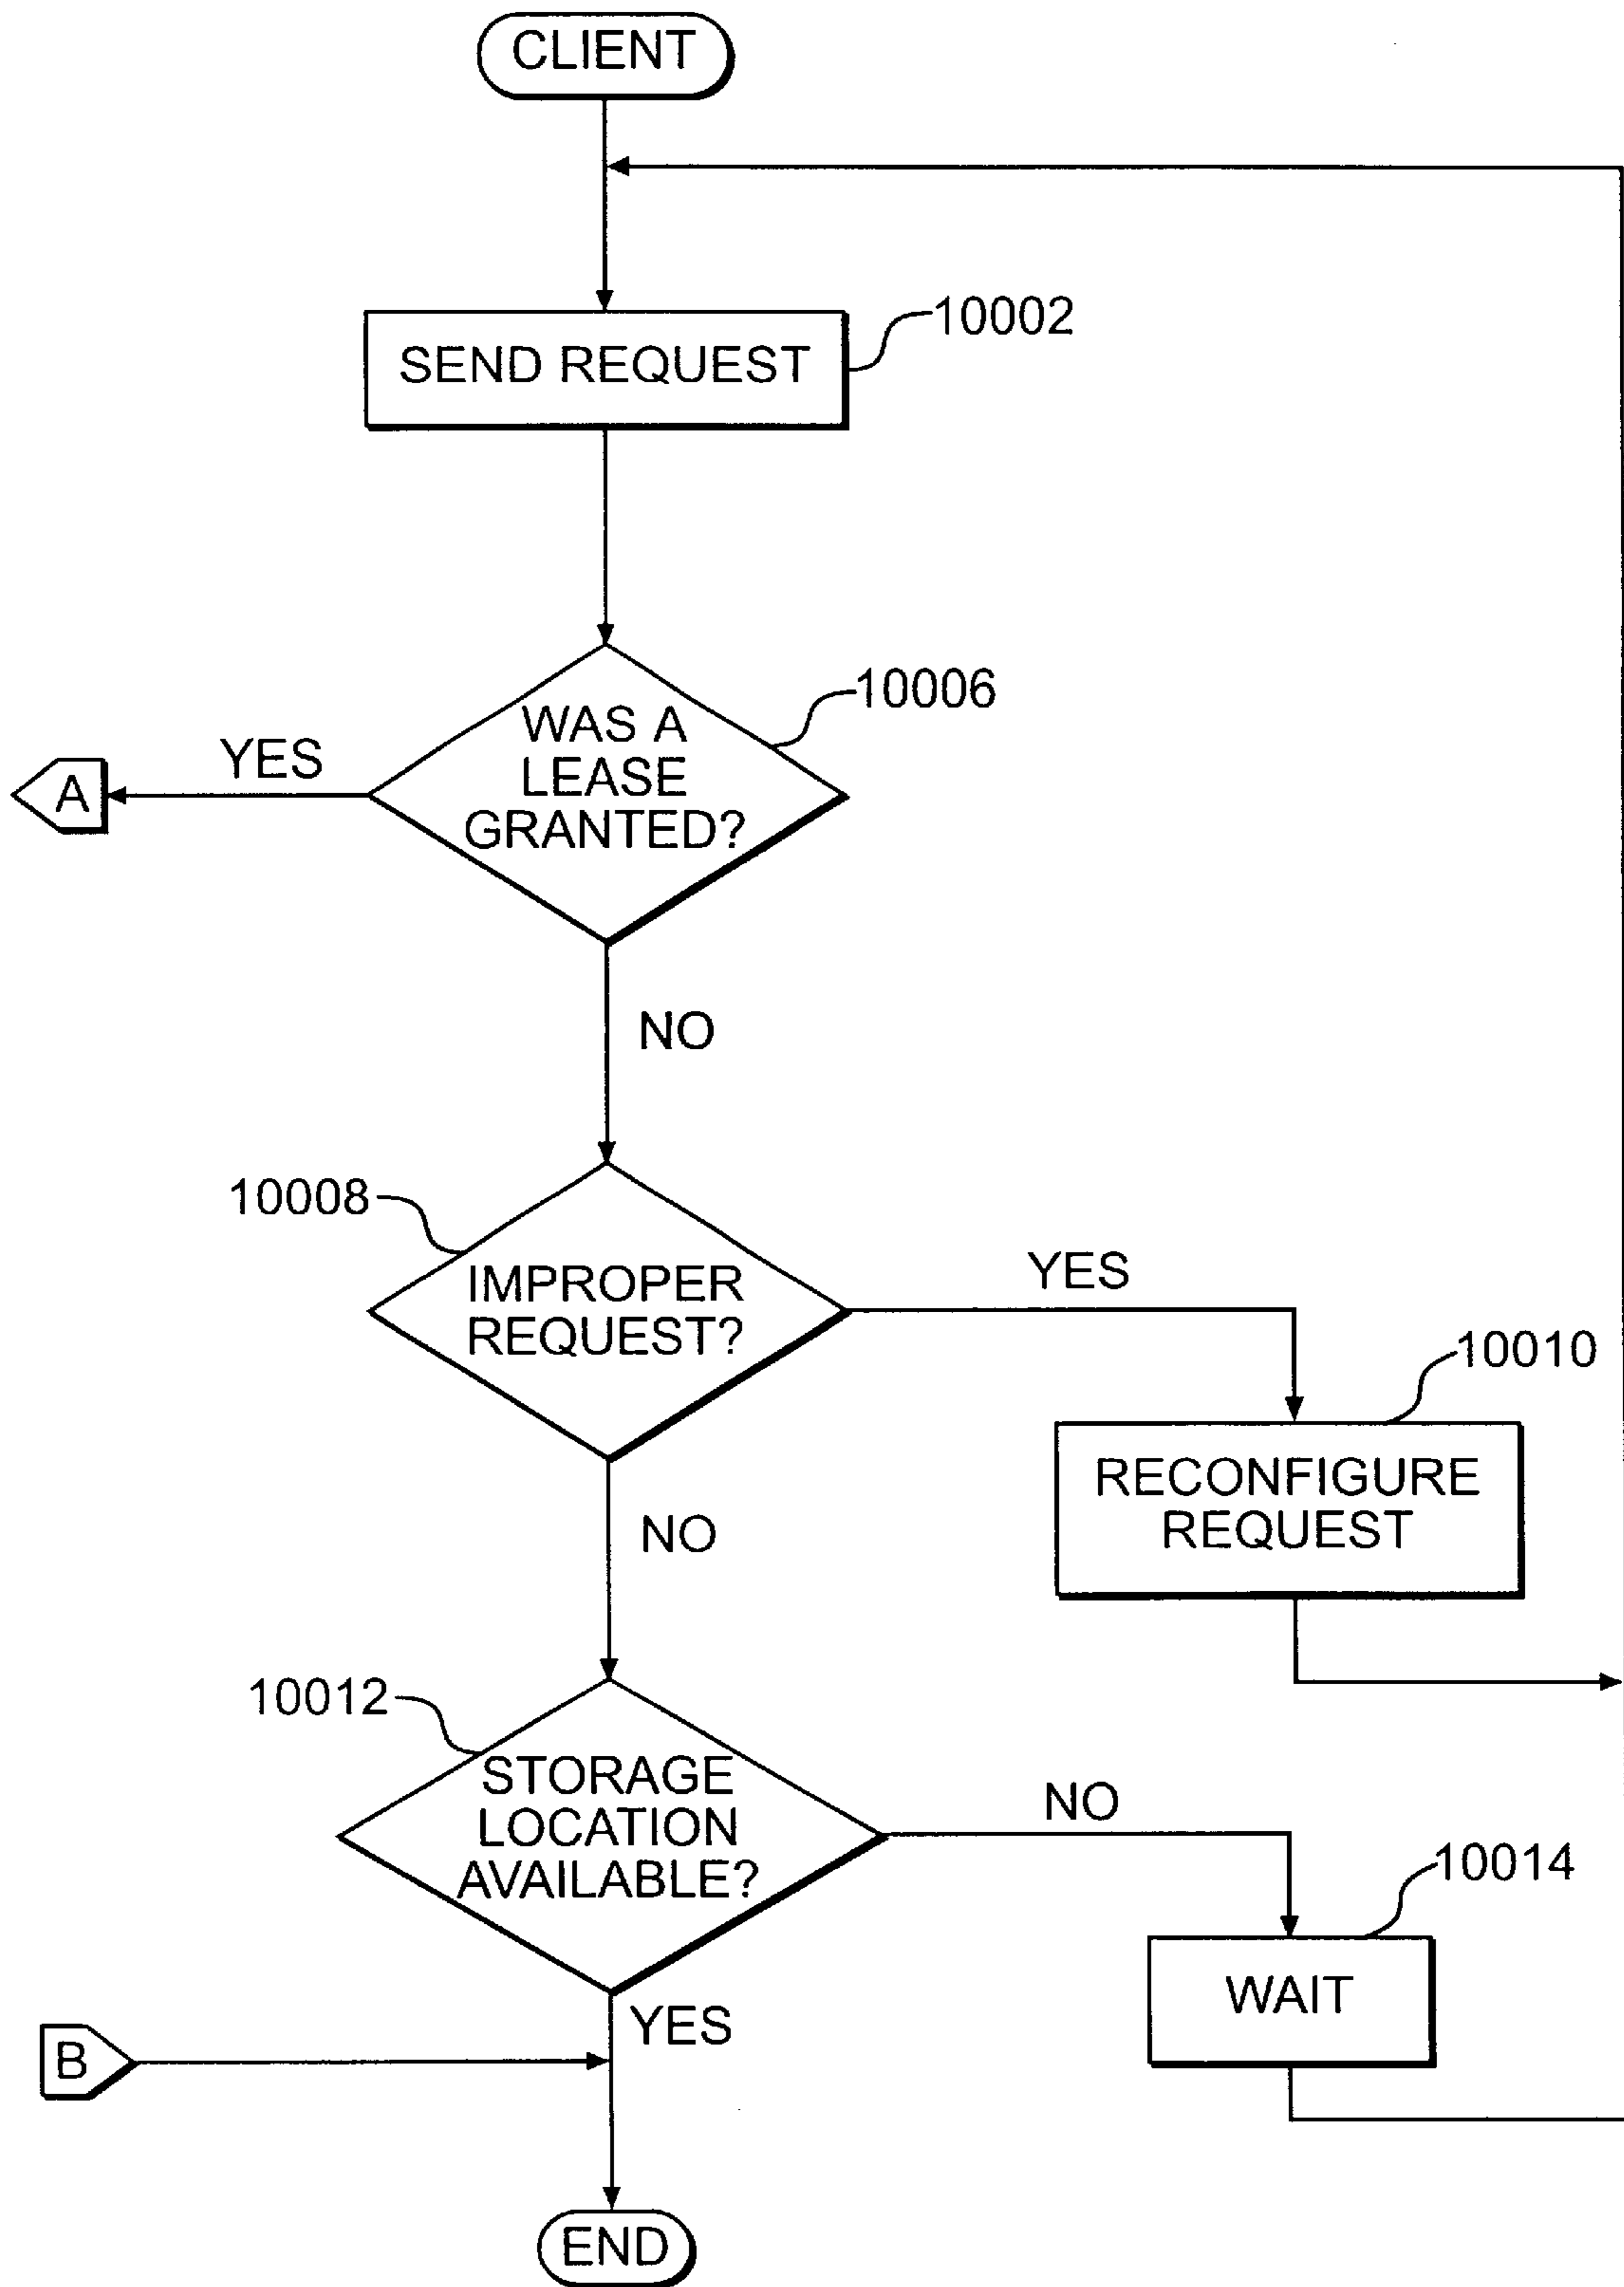 CLIENT
10002
SEND REQUEST
10006
WAS A
LEASE
GRANTED?
YES
A
NO
10008
IMPROPER
REQUEST?
YES
10010
RECONFIGURE
REQUEST
NO
10012
STORAGE
LOCATION
AVAILABLE?
NO
10014
WAIT
YES
B
END